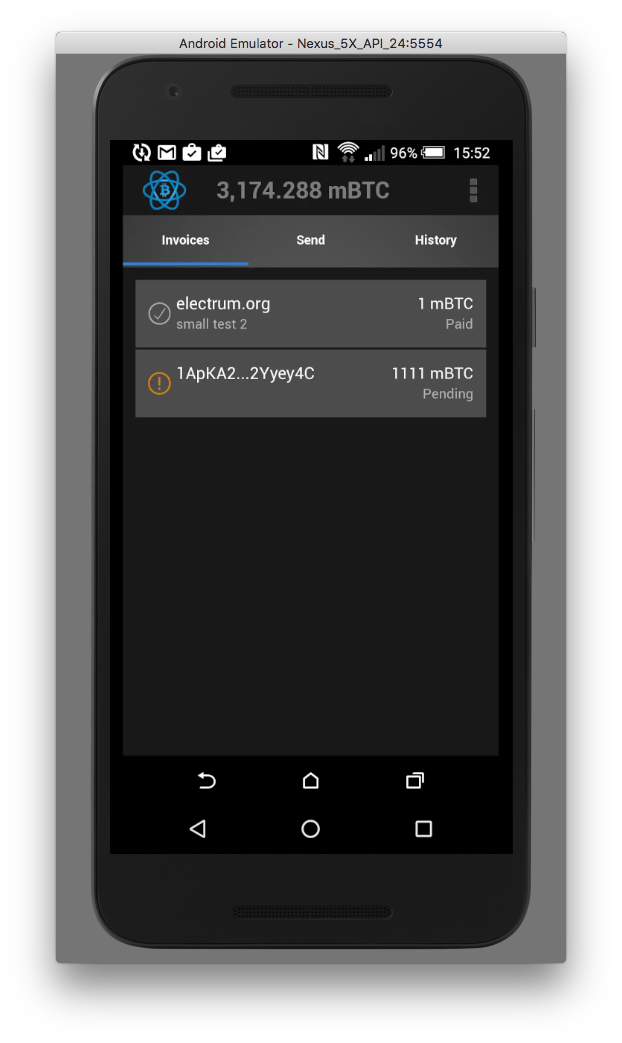 Android Emulator - Nexus_5X_API_24:5554
96% 15:52
3,174.288 mBTC
Invoices Send History
electrum.org 1 mBTC
small test 2 Paid
1ApKA2...2Yyey4C 1111 mBTC
Pending